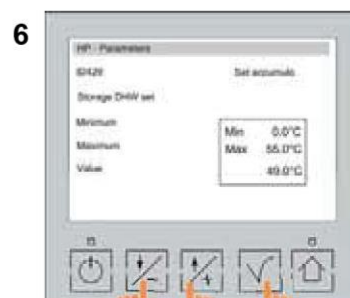 6
HP - Parameters
ID428 Set accumulo
Storage DHW set
Minimum
Maximum
Value
Min 0.0°C
Max 55.0°C
49.0°C